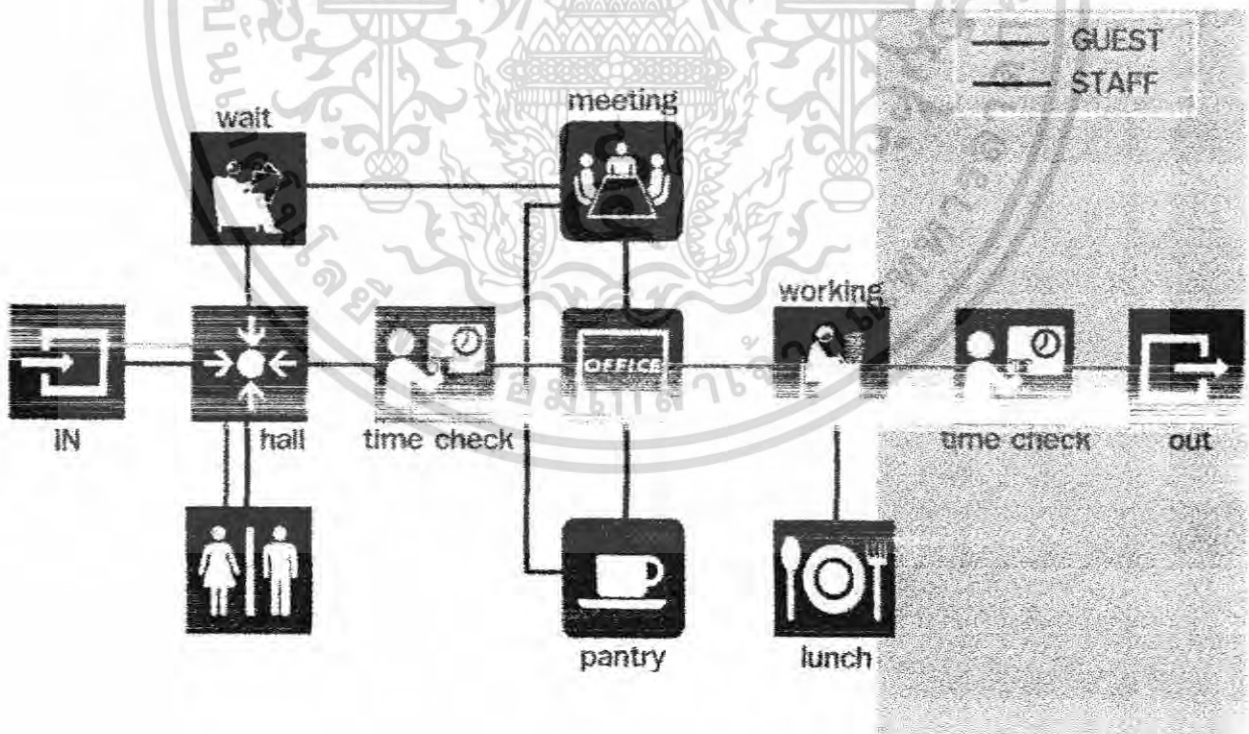 GUEST
STAFF
meeting
wait
working
OFFICE
IN
hall
time check
time check
out
pantry
lunch